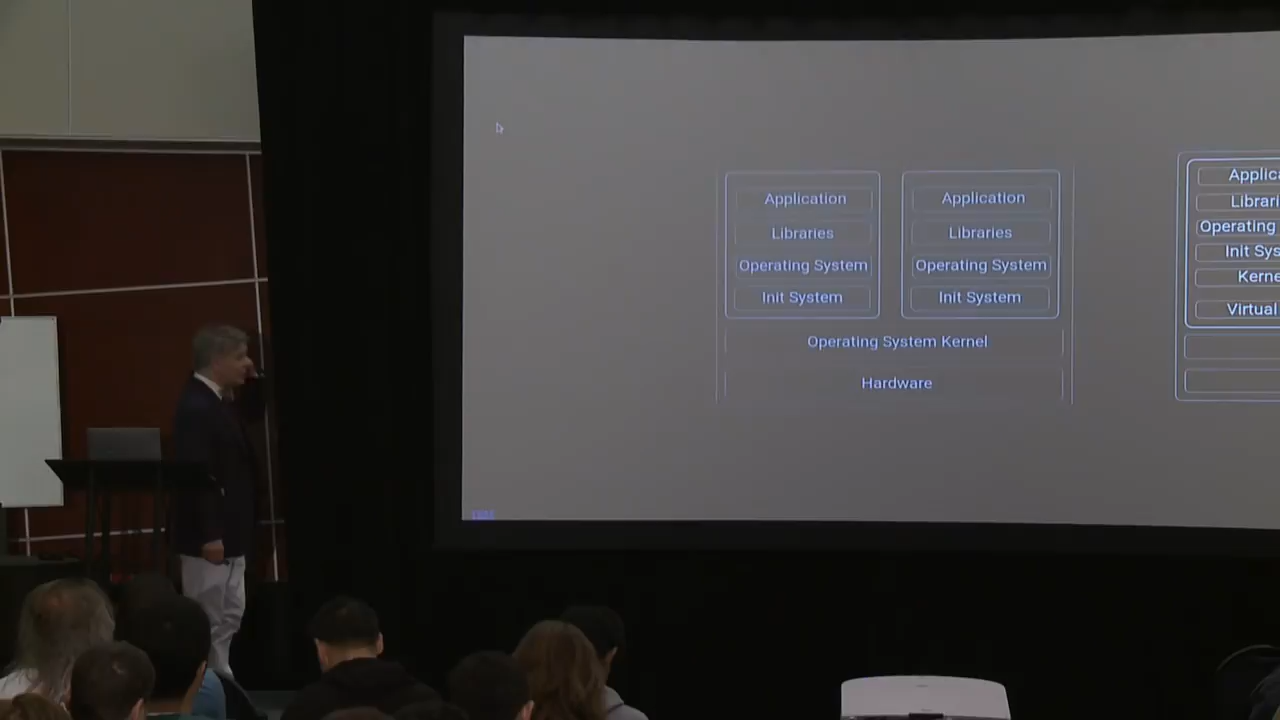 Application
Libraries
Operating System
Init System
Application
Libraries
Operating System
Init System
Operating System Kernel
Hardware
Applica
Librari
Operating
Init Sys
Kerne
Virtual